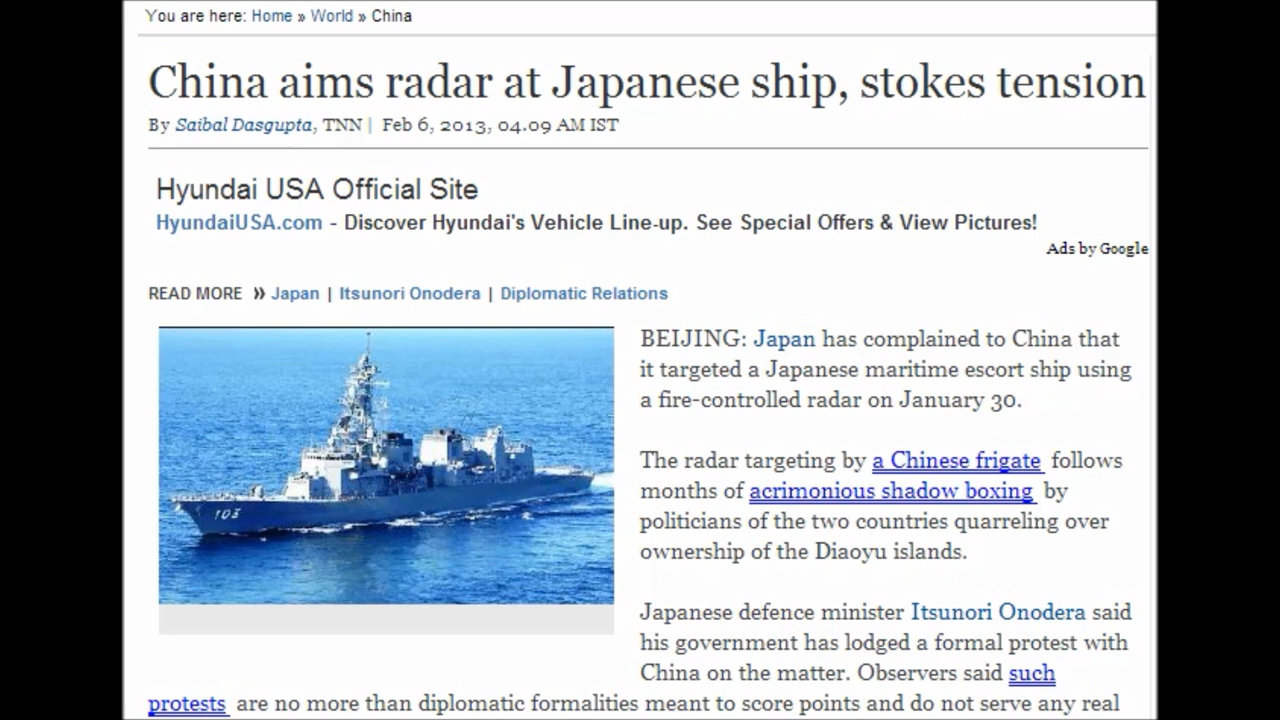 You are here: Home » World » China
China aims radar at Japanese ship, stokes tension
By Saibal Dasgupta, TNN | Feb 6, 2013, 04.09 AM IST
Hyundai USA Official Site
HyundaiUSA.com - Discover Hyundai's Vehicle Line-up. See Special Offers & View Pictures!
Ads by Google
READ MORE » Japan | Itsunori Onodera | Diplomatic Relations
103
BEIJING: Japan has complained to China that
it targeted a Japanese maritime escort ship using
a fire-controlled radar on January 30.
The radar targeting by a Chinese frigate follows
months of acrimonious shadow boxing by
politicians of the two countries quarreling over
ownership of the Diaoyu islands.
Japanese defence minister Itsunori Onodera said
his government has lodged a formal protest with
China on the matter. Observers said such
protests are no more than diplomatic formalities meant to score points and do not serve any real